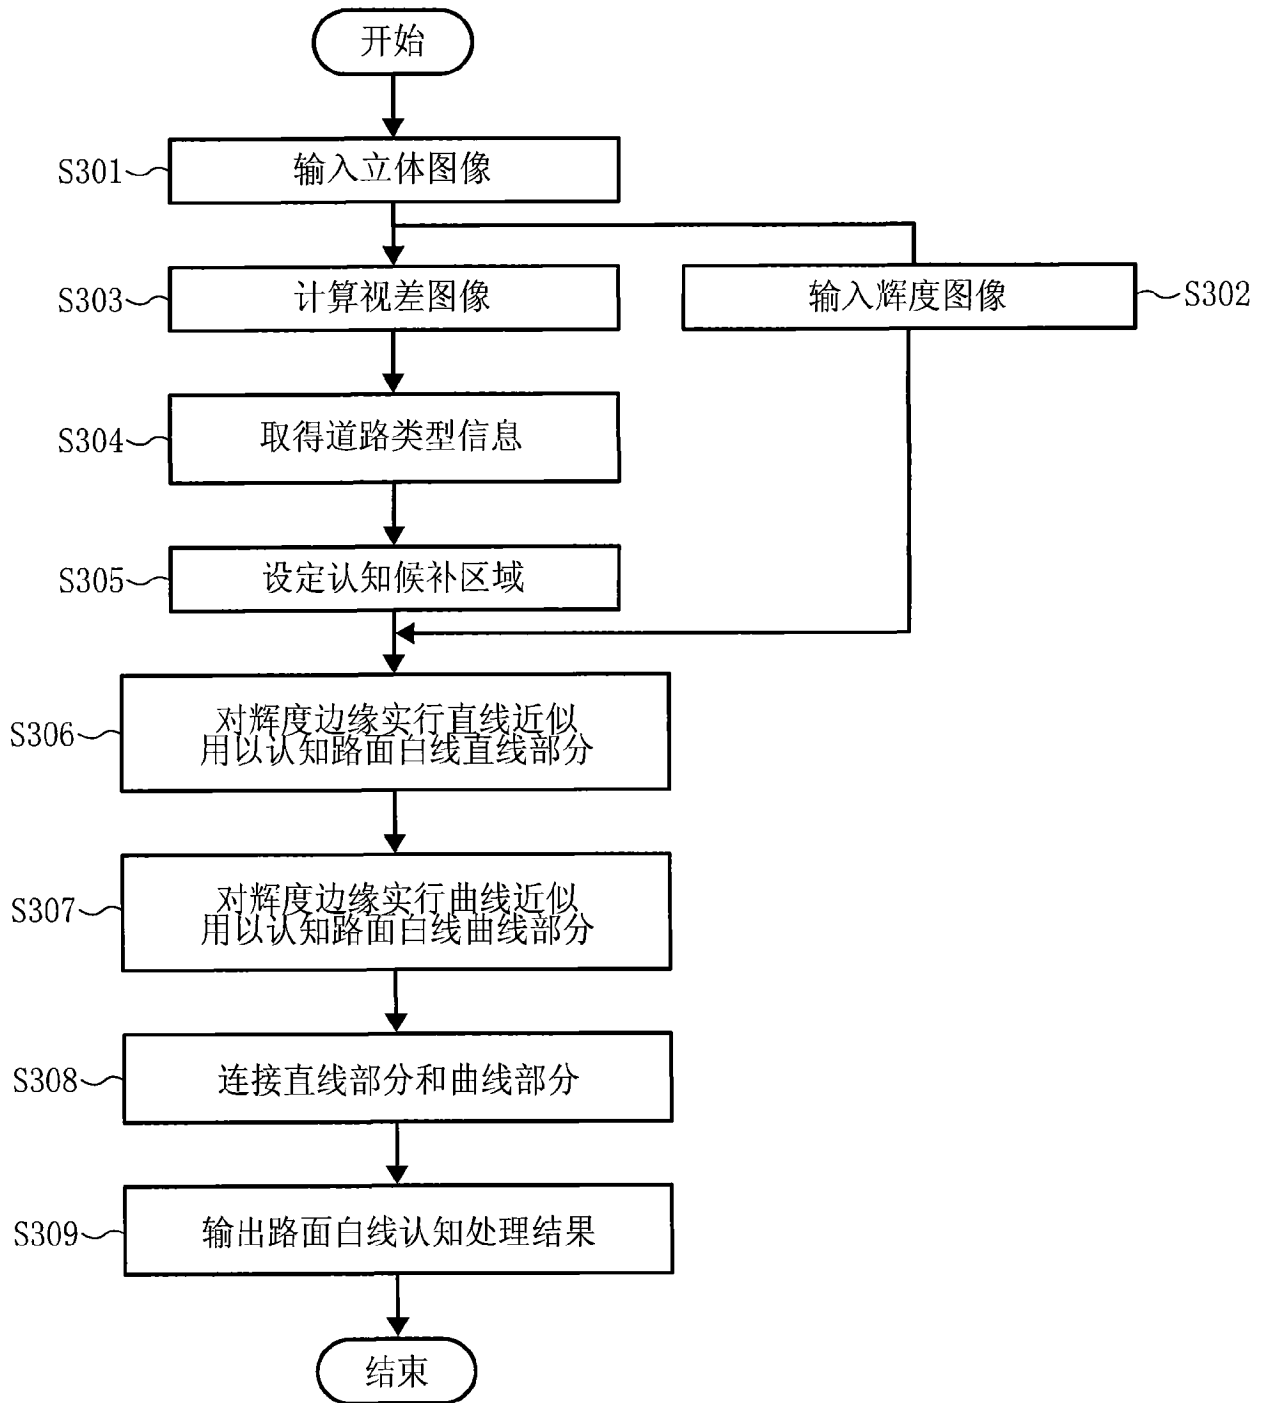 开始
S301
输入立体图像
S303
计算视差图像
输入辉度图像
S302
S304
取得道路类型信息
S305
设定认知候补区域
S306
对辉度边缘实行直线近似
用以认知路面白线直线部分
S307
对辉度边缘实行曲线近似
用以认知路面白线曲线部分
S308
连接直线部分和曲线部分
S309
输出路面白线认知处理结果
结束